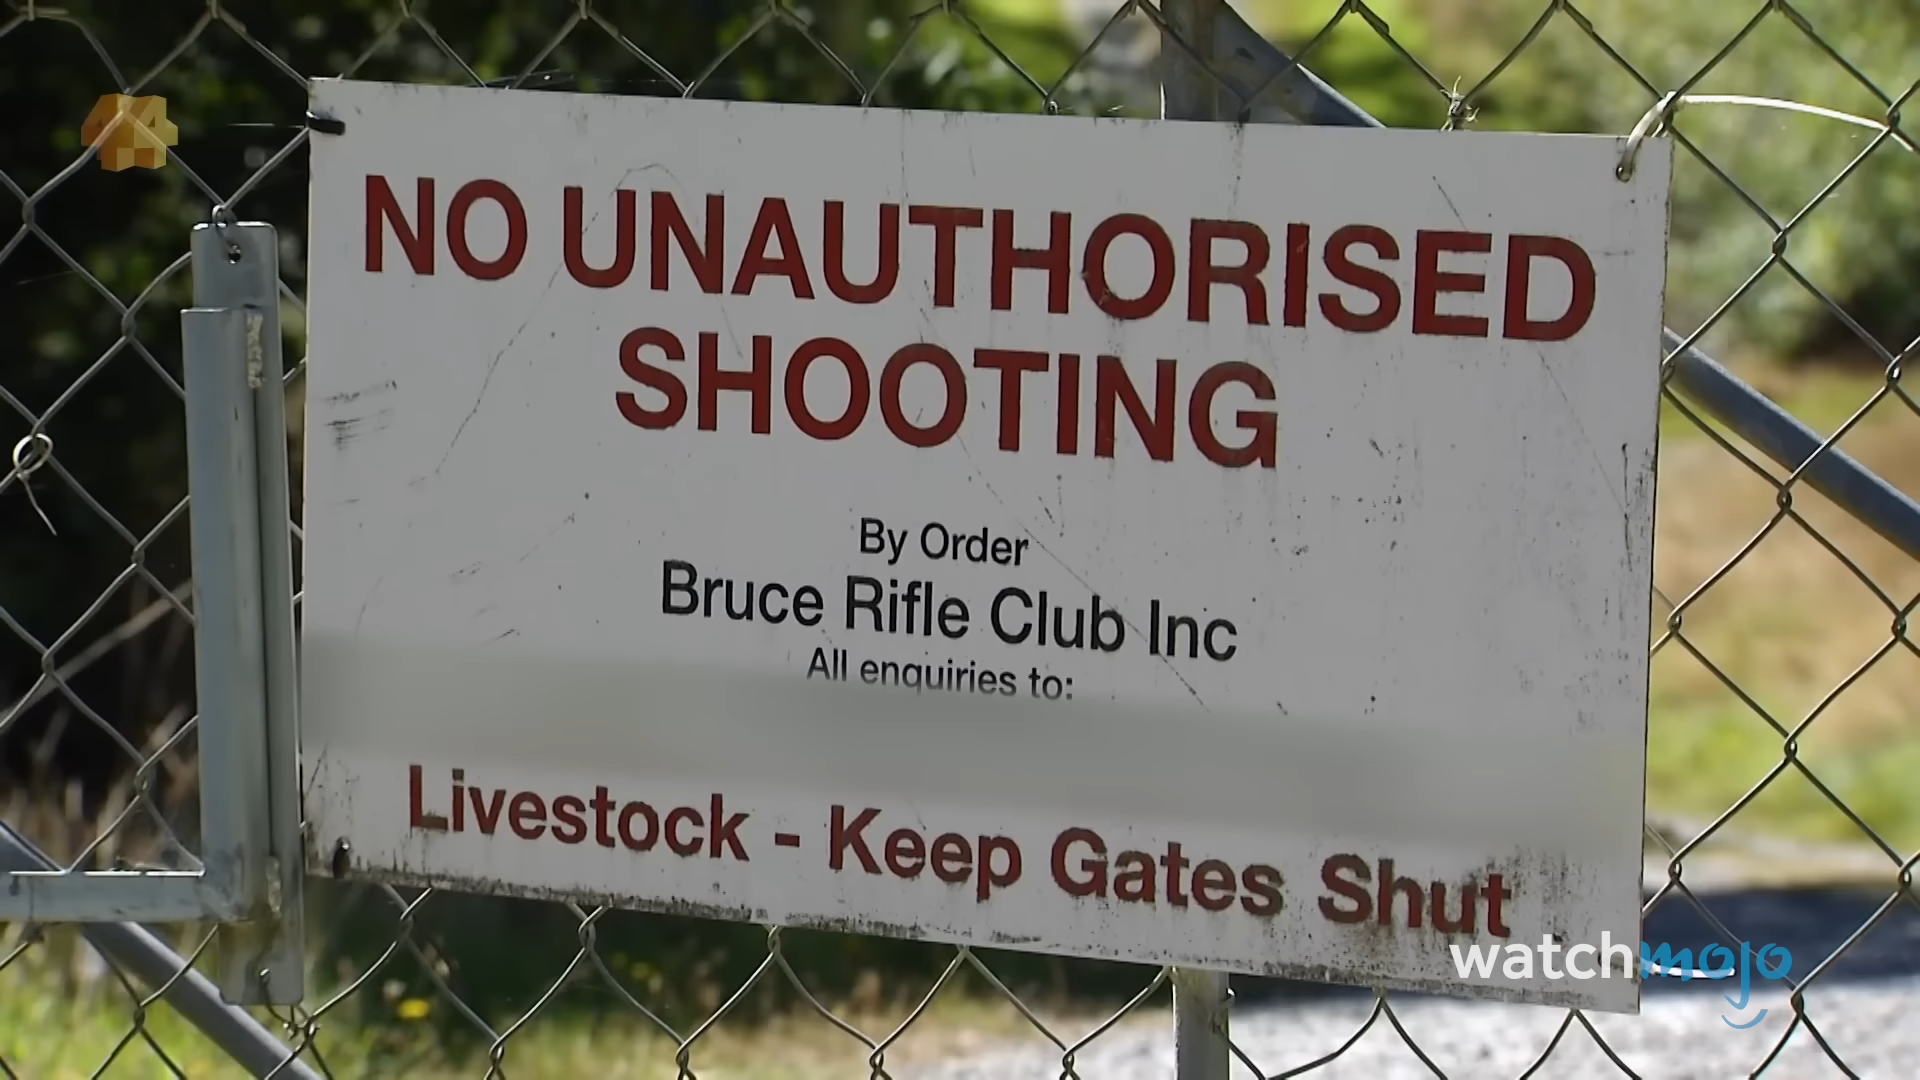 NO UNAUTHORISED
SHOOTING
By Order
Bruce Rifle Club Inc
All enquiries to:
Livestock - Keep Gates Shut
watchmojo